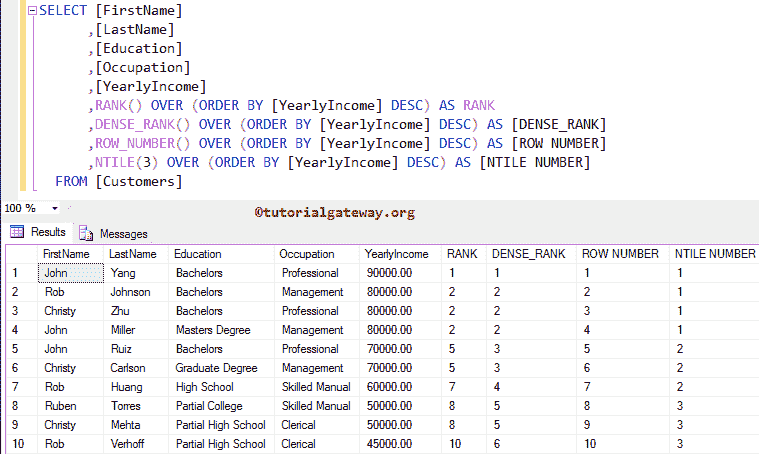 SELECT [FirstName]
,[LastName]
,[Education]
,[Occupation]
,[YearlyIncome]
,RANK() OVER (ORDER BY [YearlyIncome] DESC) AS RANK
,DENSE_RANK() OVER (ORDER BY [YearlyIncome] DESC) AS [DENSE_RANK]
,ROW_NUMBER() OVER (ORDER BY [YearlyIncome] DESC) AS [ROW NUMBER]
,NTILE(3) OVER (ORDER BY [YearlyIncome] DESC) AS [NTILE NUMBER]
FROM [Customers]
100 %
©tutorialgateway.org
Results Messages
FirstName LastName Education Occupation YearlyIncome RANK DENSE_RANK ROW NUMBER NTILE NUMBER
1 John Yang Bachelors Professional 90000.00 1 1 1 1
2 Rob Johnson Bachelors Management 80000.00 2 2 2 1
3 Christy Zhu Bachelors Professional 80000.00 2 2 3 1
4 John Miller Masters Degree Management 80000.00 2 2 4 1
5 John Ruiz Bachelors Professional 70000.00 5 3 5 2
6 Christy Carlson Graduate Degree Management 70000.00 5 3 6 2
7 Rob Huang High School Skilled Manual 60000.00 7 4 7 2
8 Ruben Torres Partial College Skilled Manual 50000.00 8 5 8 3
9 Christy Mehta Partial High School Clerical 50000.00 8 5 9 3
10 Rob Verhoff Partial High School Clerical 45000.00 10 6 10 3